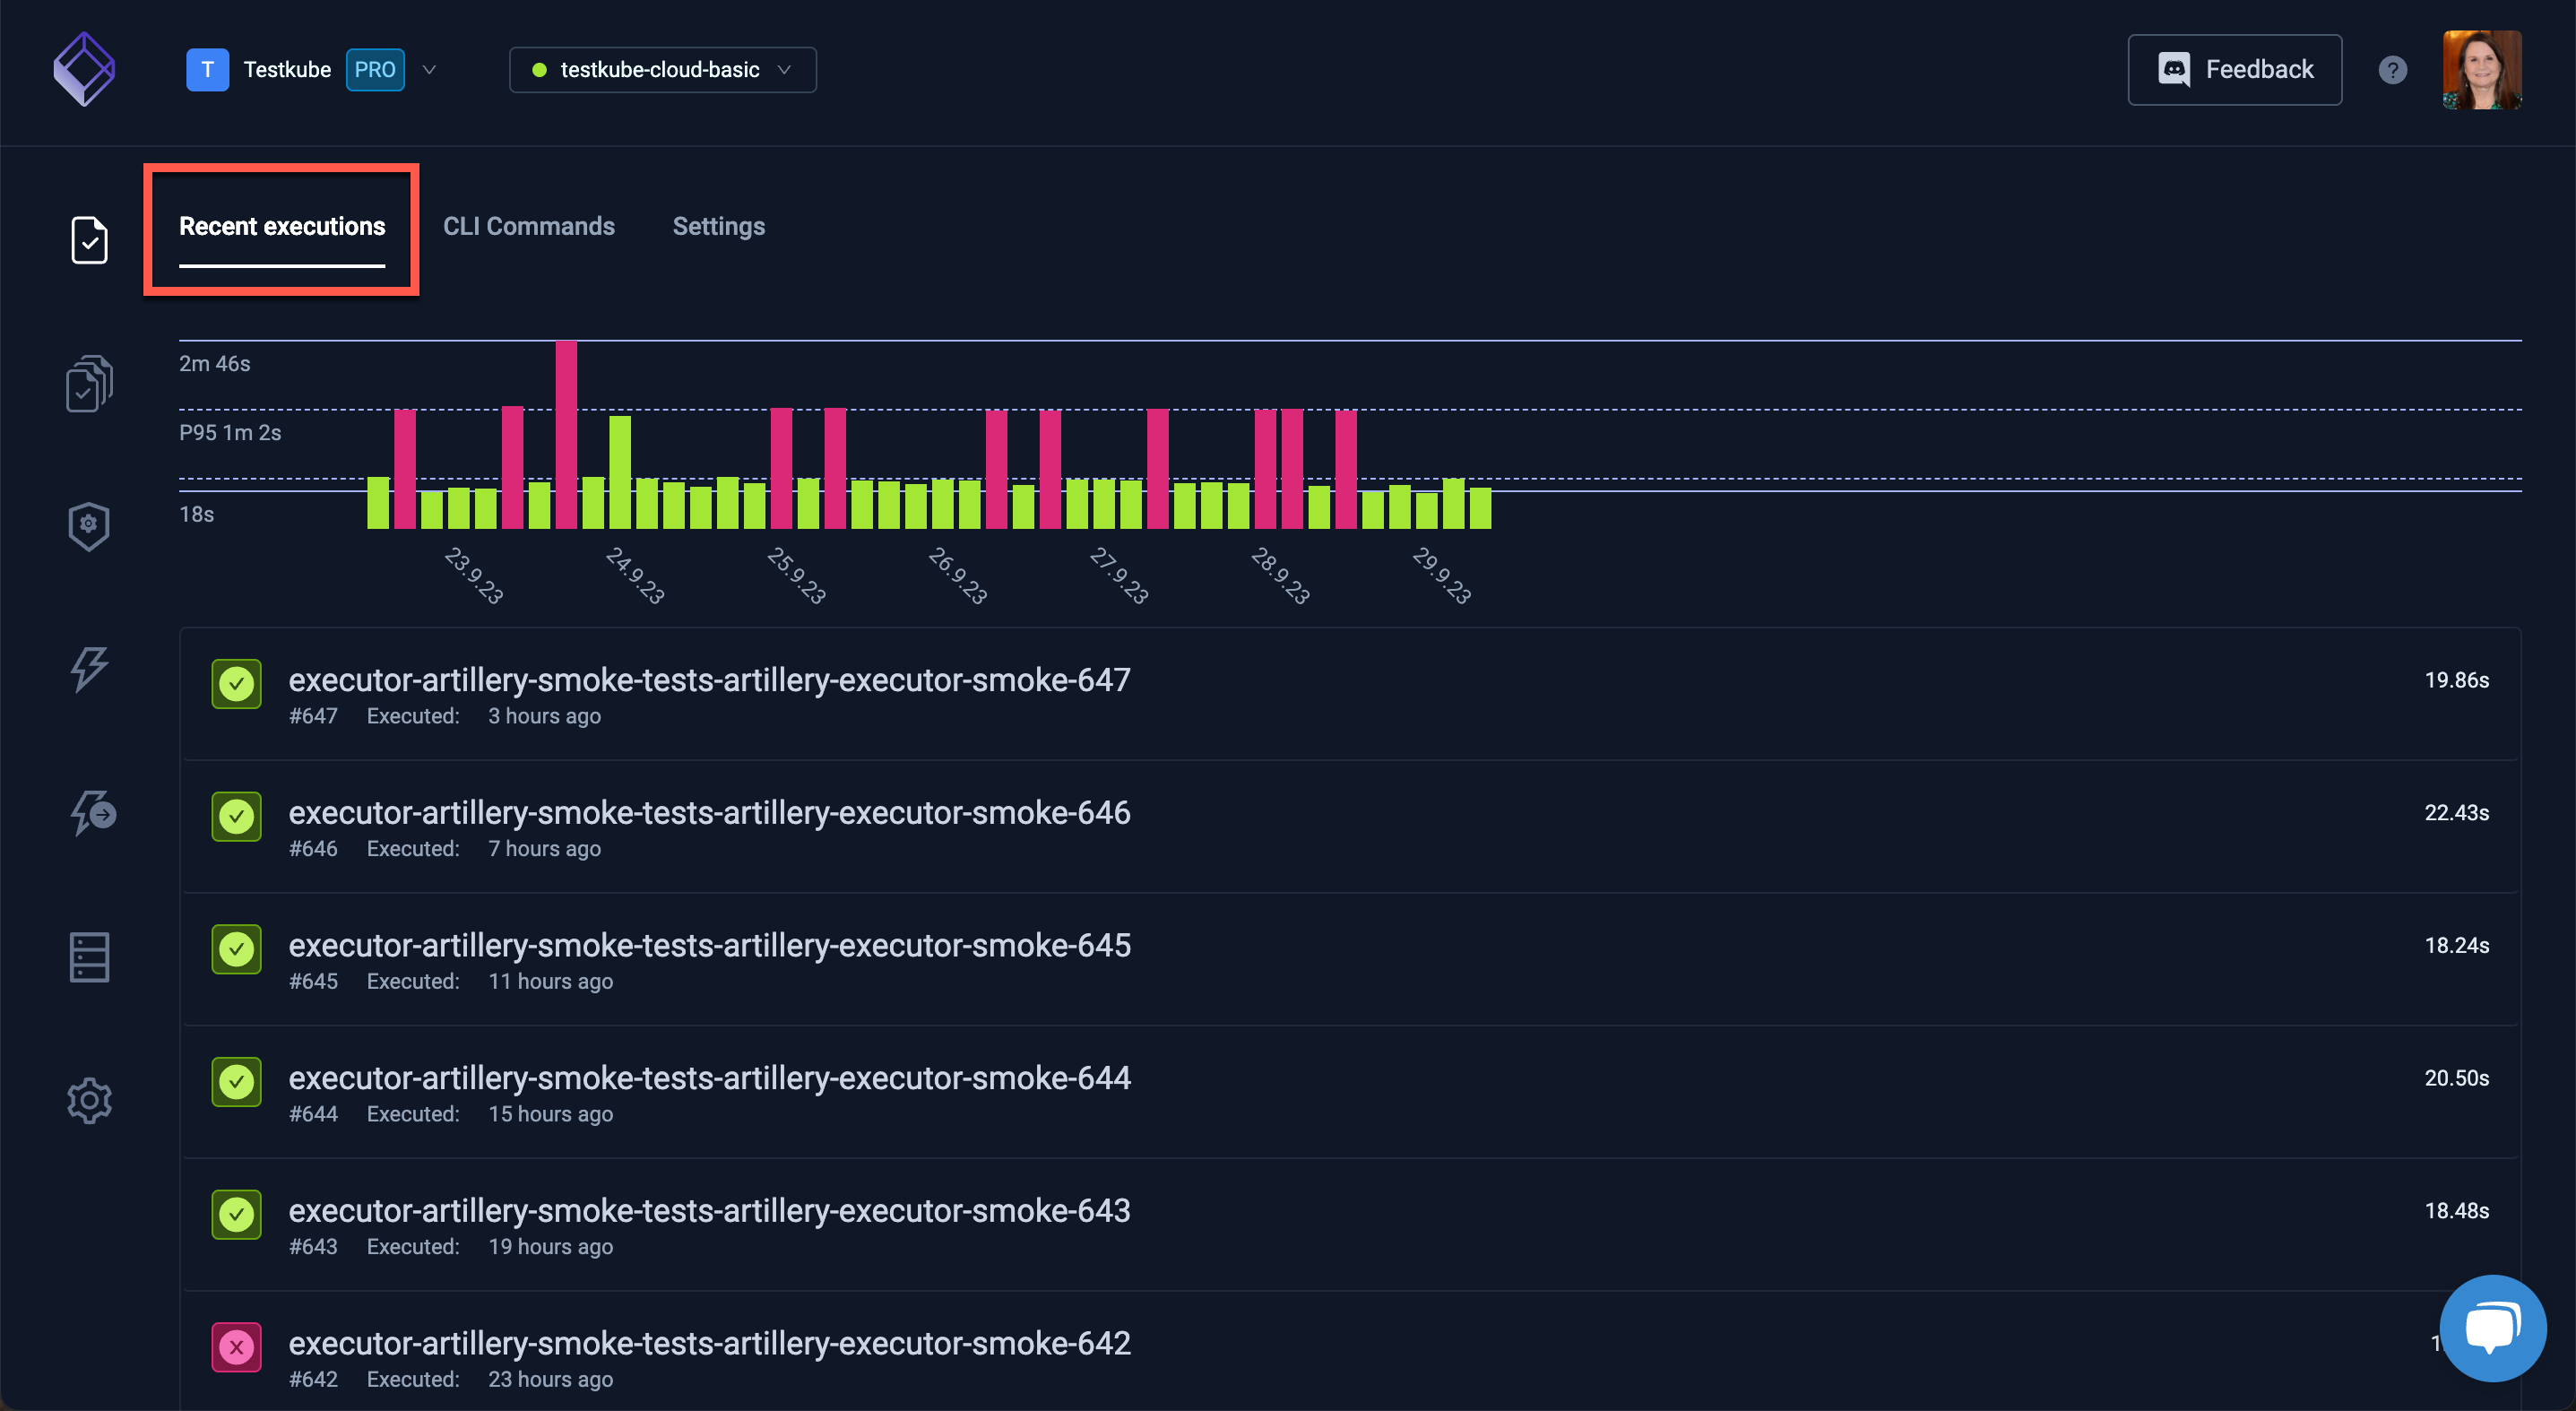 T Testkube PRO testkube-cloud-basic Feedback ?
Recent executions CLI Commands Settings
2m 46s
P95 1m 2s
18s
23.9.23 24.9.23 25.9.23 26.9.23 27.9.23 28.9.23 29.9.23
executor-artillery-smoke-tests-artillery-executor-smoke-647 19.86s
#647 Executed: 3 hours ago
executor-artillery-smoke-tests-artillery-executor-smoke-646 22.43s
#646 Executed: 7 hours ago
executor-artillery-smoke-tests-artillery-executor-smoke-645 18.24s
#645 Executed: 11 hours ago
executor-artillery-smoke-tests-artillery-executor-smoke-644 20.50s
#644 Executed: 15 hours ago
executor-artillery-smoke-tests-artillery-executor-smoke-643 18.48s
#643 Executed: 19 hours ago
executor-artillery-smoke-tests-artillery-executor-smoke-642
#642 Executed: 23 hours ago